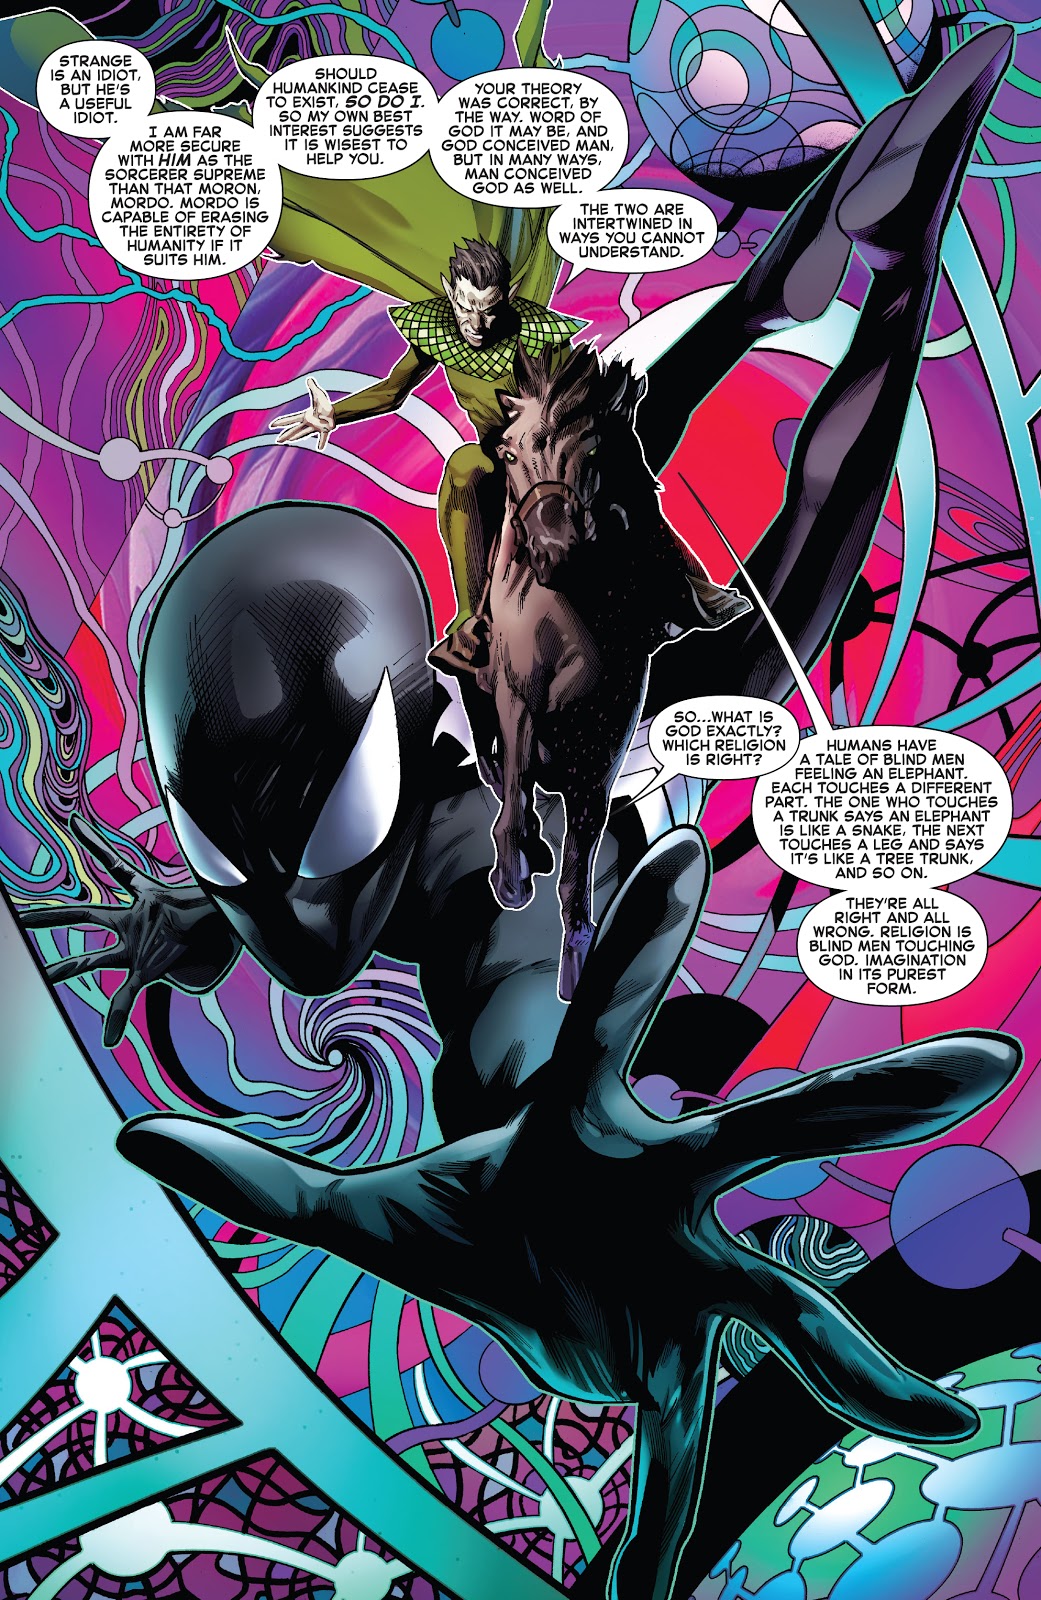 STRANGE
IS AN IDIOT,
BUT HE'S
A USEFUL
IDIOT.
I AM FAR
MORE SECURE
WITH HIM AS THE
SORCERER SUPREME
THAN THAT MORON,
MORDO. MORDO IS
CAPABLE OF ERASING
THE ENTIRETY OF
HUMANITY IF IT
SUITS HIM.
SHOULD
HUMANKIND CEASE
TO EXIST, SO DO I.
SO MY OWN BEST
INTEREST SUGGESTS
IT IS WISEST TO
HELP YOU.
YOUR THEORY
WAS CORRECT, BY
THE WAY. WORD OF
GOD IT MAY BE, AND
GOD CONCEIVED MAN,
BUT IN MANY WAYS,
MAN CONCEIVED
GOD AS WELL.
THE TWO ARE
INTERTWINED IN
WAYS YOU CANNOT
UNDERSTAND.
SO...WHAT IS
GOD EXACTLY?
WHICH RELIGION
IS RIGHT?
HUMANS HAVE
A TALE OF BLIND MEN
FEELING AN ELEPHANT.
EACH TOUCHES A DIFFERENT
PART. THE ONE WHO TOUCHES
A TRUNK SAYS AN ELEPHANT
IS LIKE A SNAKE, THE NEXT
TOUCHES A LEG AND SAYS
IT'S LIKE A TREE TRUNK,
AND SO ON.
THEY'RE ALL
RIGHT AND ALL
WRONG. RELIGION IS
BLIND MEN TOUCHING
GOD. IMAGINATION
IN ITS PUREST
FORM.